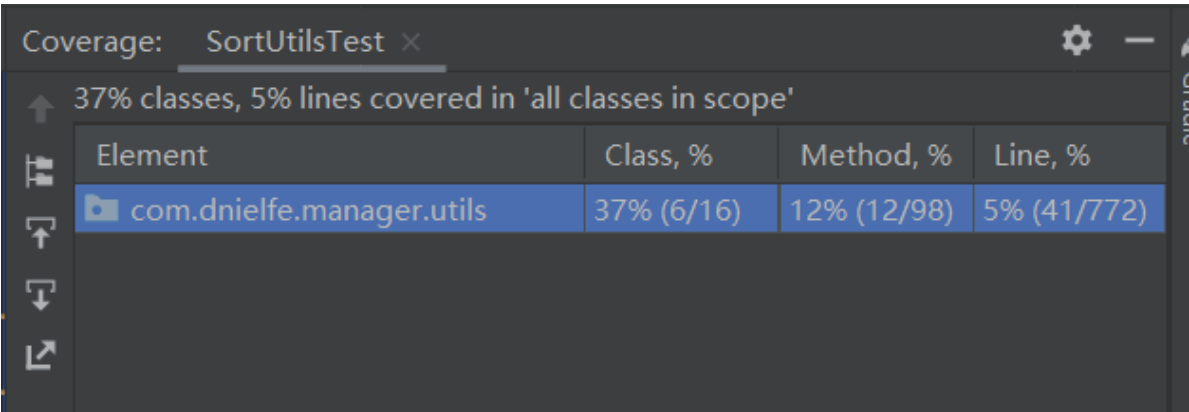 Coverage: SortUtilsTest
37% classes, 5% lines covered in 'all classes in scope'
Element Class, % Method, % Line, %
com.dnielfe.manager.utils 37% (6/16) 12% (12/98) 5% (41/772)